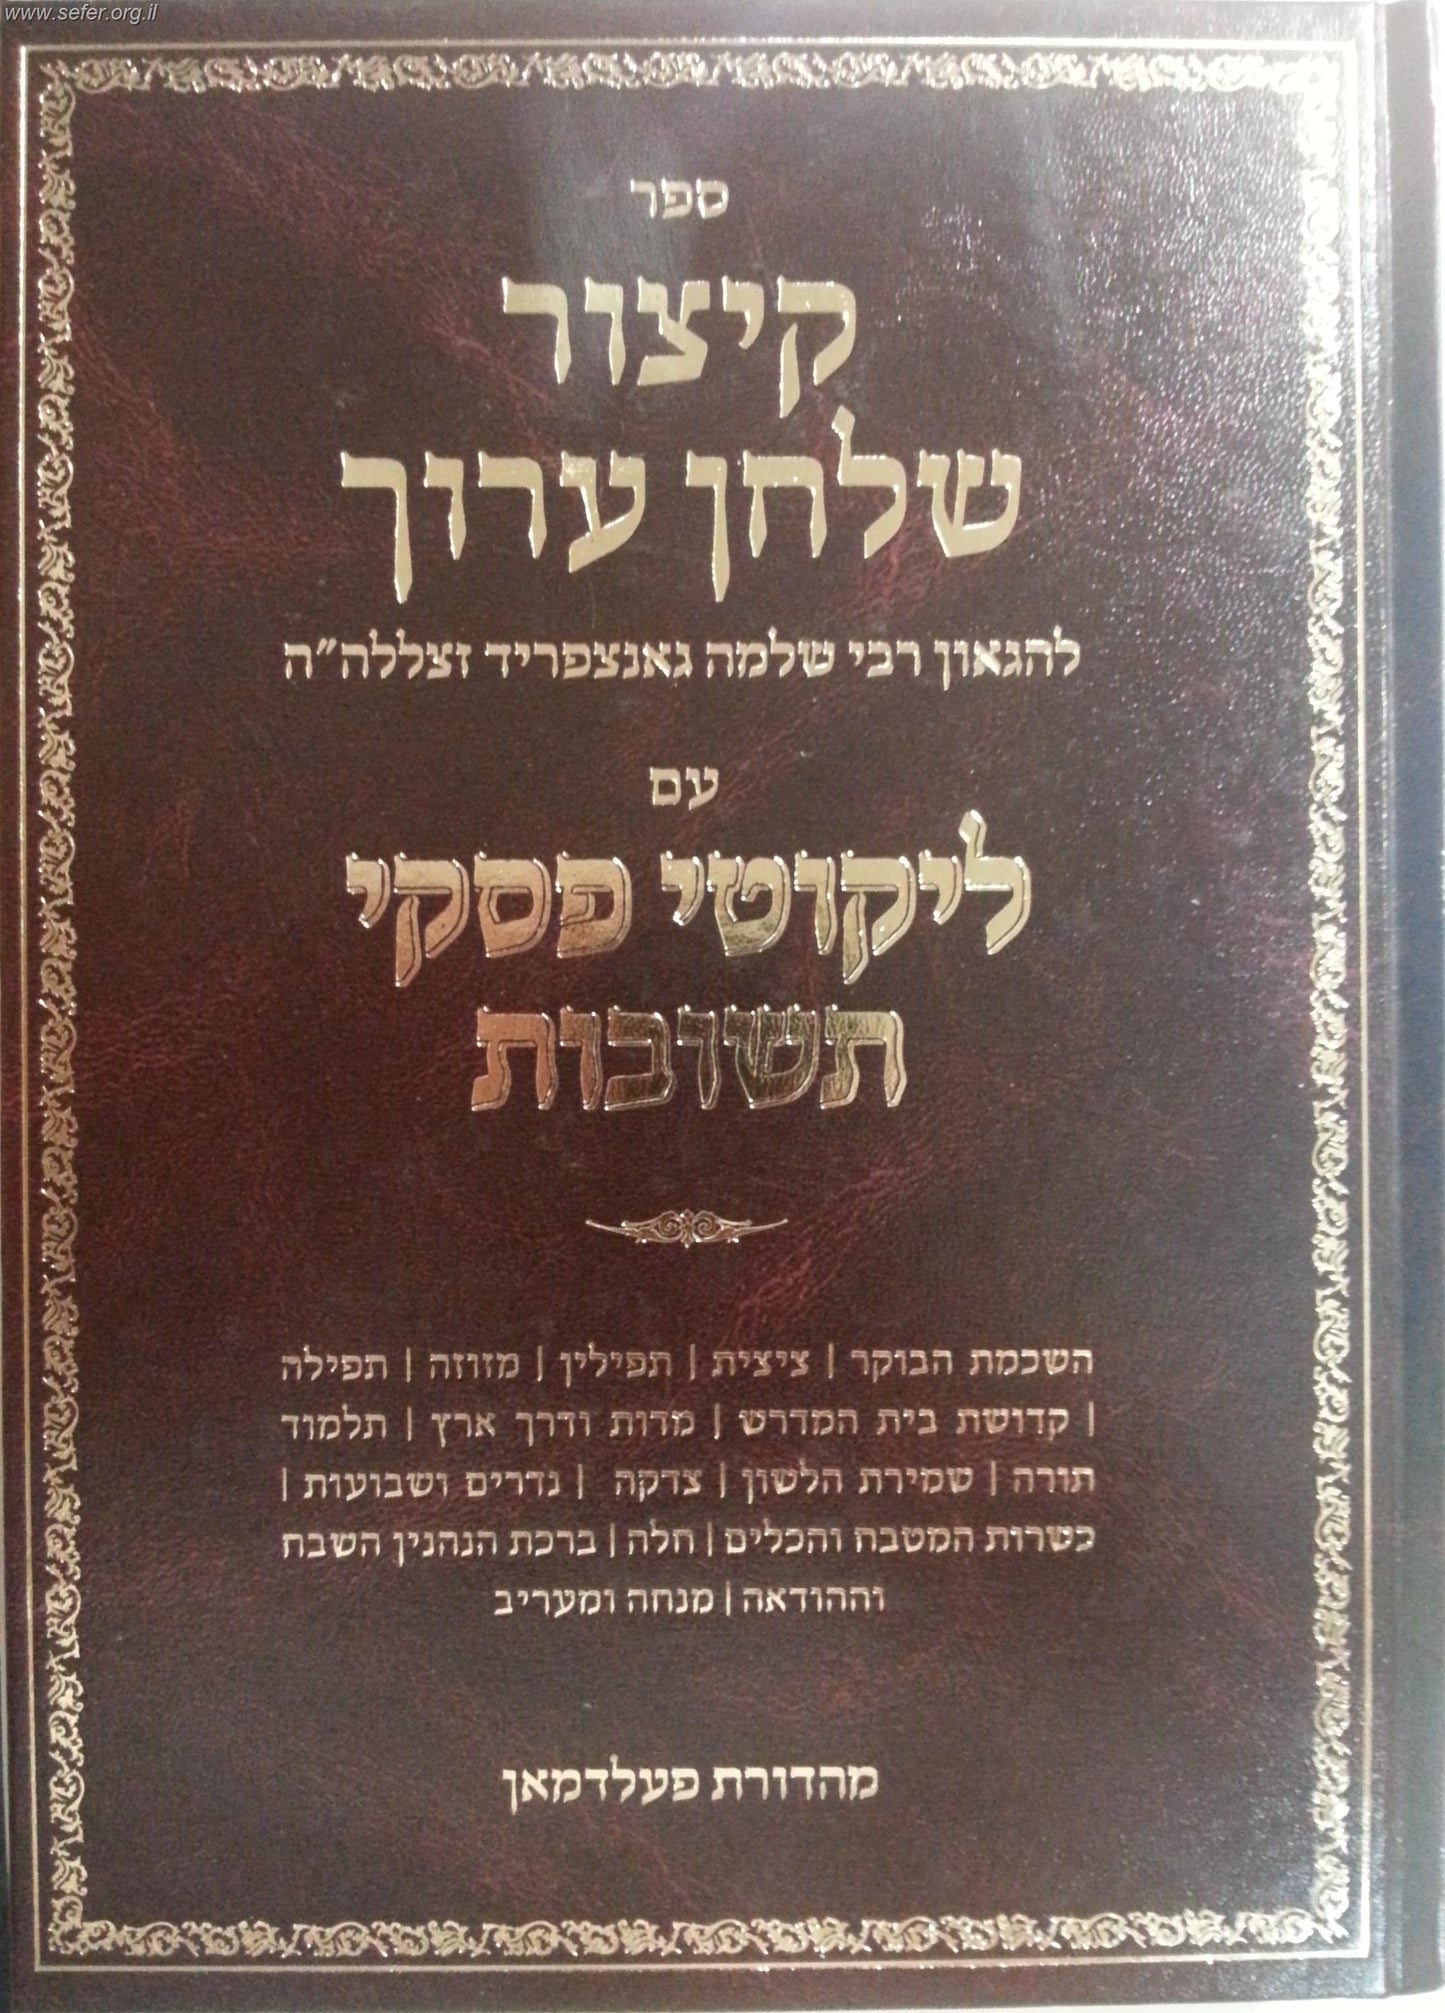 www.sefer.org.il
ספר
קיצור
שלחן ערוך
להגאון רבי שלמה גאנצפריד זצללה"ה
עם
ליקוטי פסקי
תשובות
השכמת הבוקר | ציצית | תפילין | מזוזה | תפילה
| קדושת בית המדרש | מדות ודרך ארץ | תלמוד
תורה | שמירת הלשון | צדקה | נדרים ושבועות |
כשרות המטבח והכלים | חלה | ברכת הנהנין השבח
וההודאה | מנחה ומעריב
מהדורת פעלדמאן